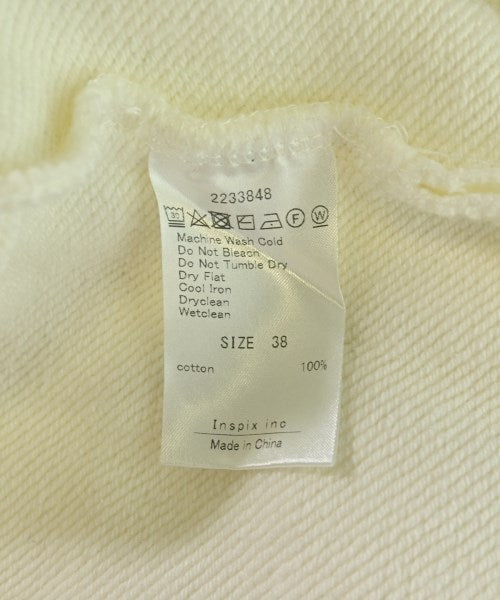 2233848
30 F W
Machine Wash Cold
Do Not Bleach
Do Not Tumble Dry
Dry Flat
Cool Iron
Dryclean
Wetclean
SIZE 38
cotton 100%
Inspix inc
Made in China